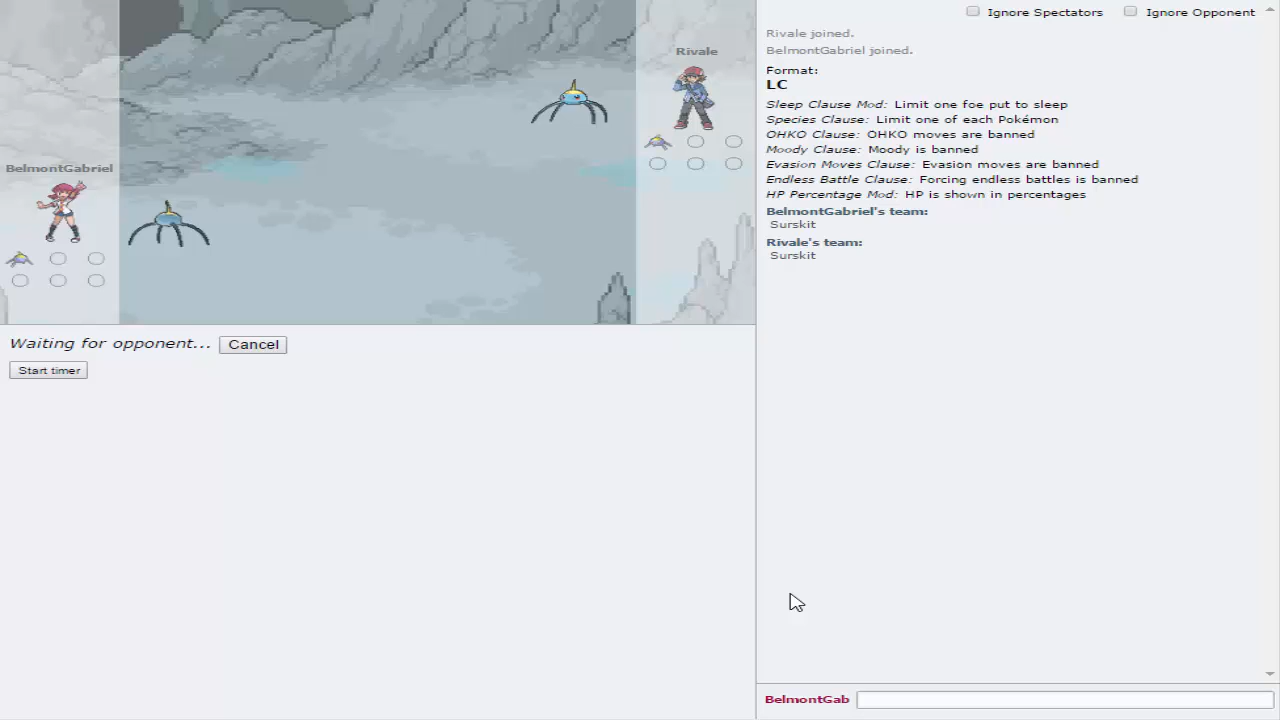 Ignore Spectators Ignore Opponent
Rivale
BelmontGabriel
Rivale joined.
BelmontGabriel joined.
Format:
LC
Sleep Clause Mod: Limit one foe put to sleep
Species Clause: Limit one of each Pokémon
OHKO Clause: OHKO moves are banned
Moody Clause: Moody is banned
Evasion Moves Clause: Evasion moves are banned
Endless Battle Clause: Forcing endless battles is banned
HP Percentage Mod: HP is shown in percentages
BelmontGabriel's team:
Surskit
Rivale's team:
Surskit
Waiting for opponent... Cancel
Start timer
BelmontGab